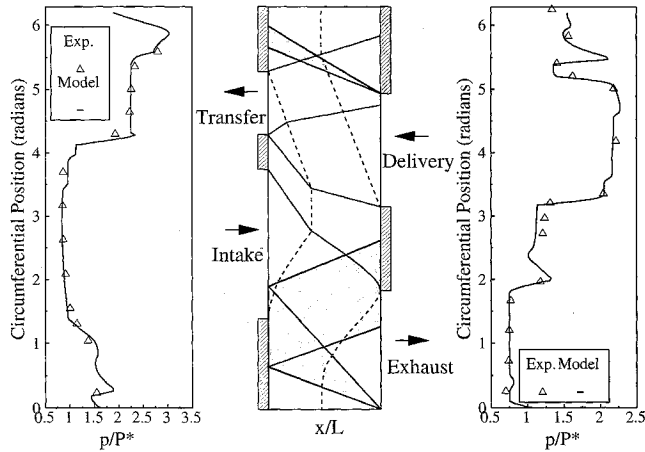 Circumferential Position (radians)
6
5
4
3
2
1
0
Exp.
Model
0.5 1 1.5 2 2.5 3 3.5
p/P*
Transfer
Delivery
Intake
Exhaust
x/L
Circumferential Position (radians)
6
5
4
3
2
1
0
Exp. Model
0.5 1 1.5 2 2.5
p/P*